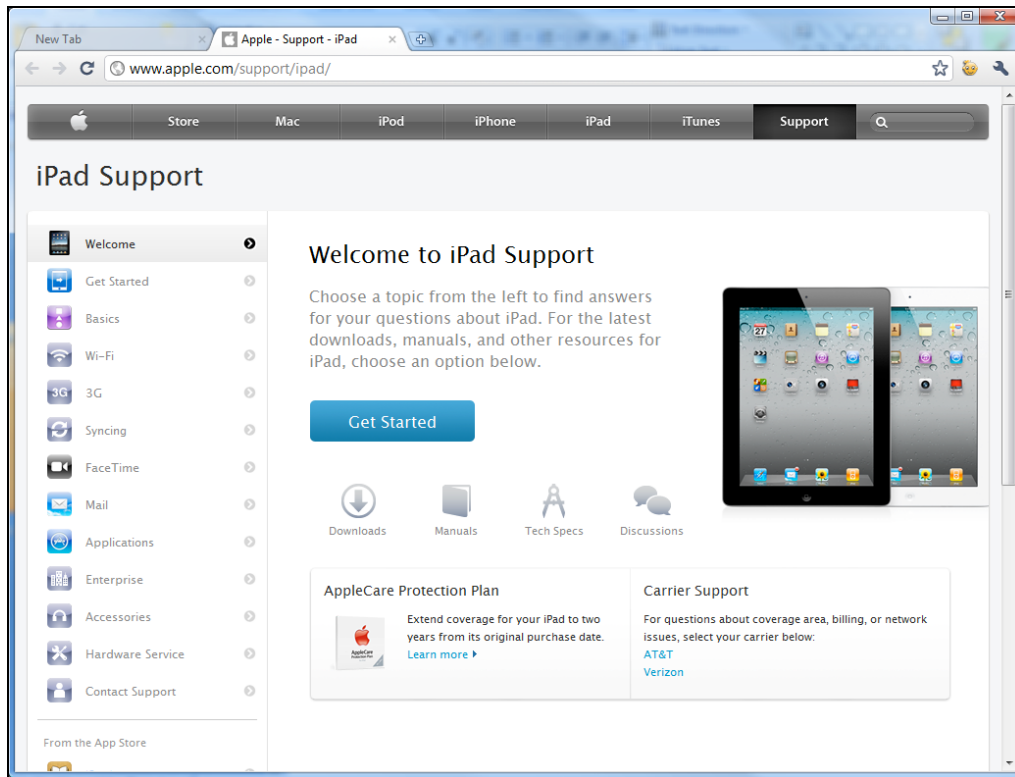 New Tab
Apple - Support - iPad
www.apple.com/support/ipad/
Store Mac iPod iPhone iPad iTunes Support
iPad Support
Welcome
Get Started
Basics
Wi-Fi
3G 3G
Syncing
FaceTime
Mail
Applications
Enterprise
Accessories
Hardware Service
Contact Support
From the App Store
Welcome to iPad Support
Choose a topic from the left to find answers
for your questions about iPad. For the latest
downloads, manuals, and other resources for
iPad, choose an option below.
Get Started
Downloads Manuals Tech Specs Discussions
AppleCare Protection Plan
Extend coverage for your iPad to two
years from its original purchase date.
Learn more
AppleCare
Protection Plan
Carrier Support
For questions about coverage area, billing, or network
issues, select your carrier below:
AT&T
Verizon
27